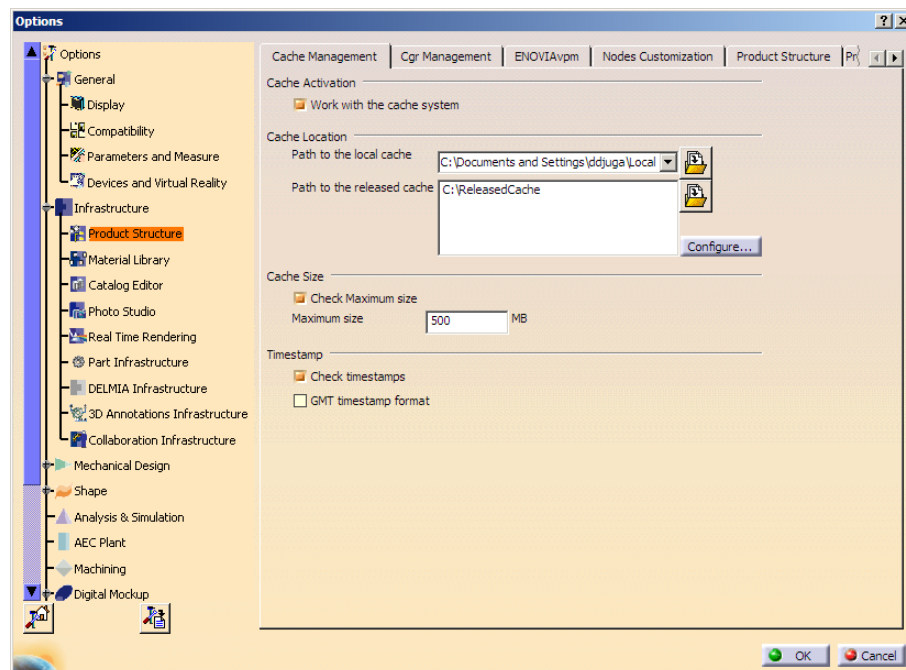 Options
Options
General
Display
Compatibility
Parameters and Measure
Devices and Virtual Reality
Infrastructure
Product Structure
Material Library
Catalog Editor
Photo Studio
Real Time Rendering
Part Infrastructure
DELMIA Infrastructure
3D Annotations Infrastructure
Collaboration Infrastructure
Mechanical Design
Shape
Analysis & Simulation
AEC Plant
Machining
Digital Mockup
Cache Management Cgr Management ENOVIAvpm Nodes Customization Product Structure
Cache Activation
Work with the cache system
Cache Location
Path to the local cache C:\Documents and Settings\ddjuga\Local
Path to the released cache C:\ReleasedCache
Configure...
Cache Size
Check Maximum size
Maximum size 500 MB
Timestamp
Check timestamps
GMT timestamp format
OK Cancel